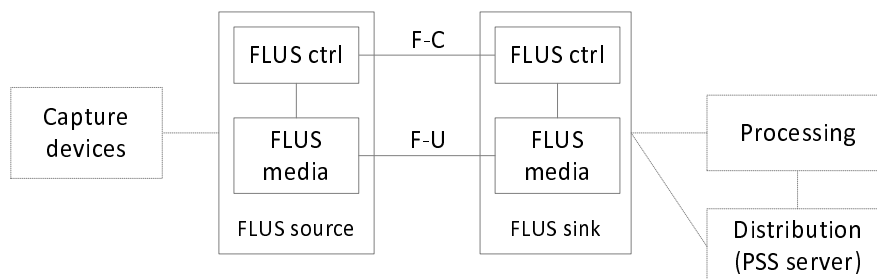 Capture
devices
FLUS ctrl
FLUS
media
FLUS source
F-C
F-U
FLUS ctrl
FLUS
media
FLUS sink
Processing
Distribution
(PSS server)